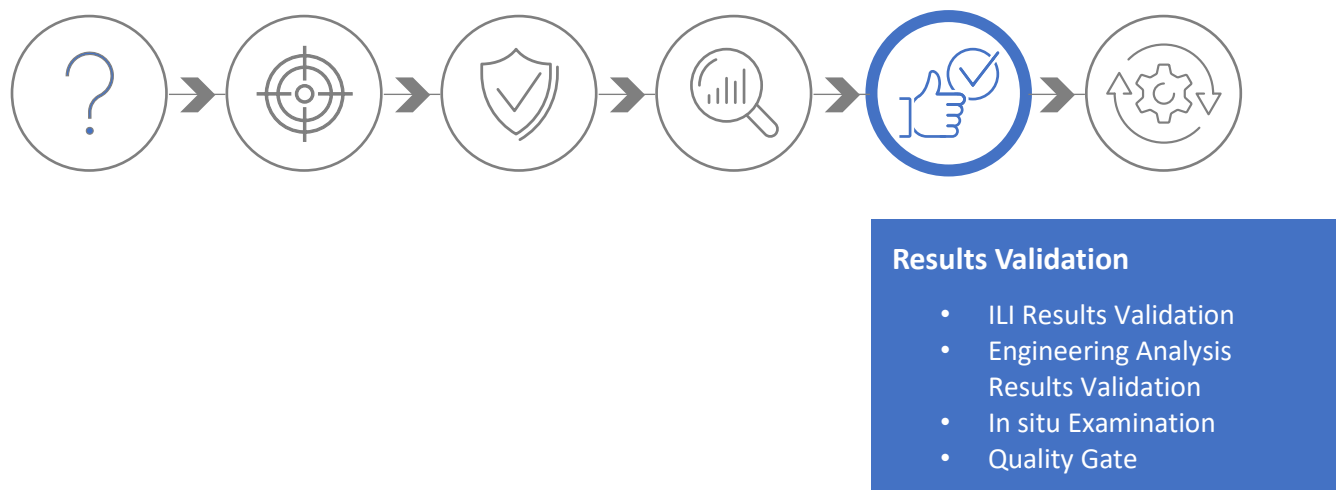 Results Validation
• ILI Results Validation
• Engineering Analysis
Results Validation
• In situ Examination
• Quality Gate